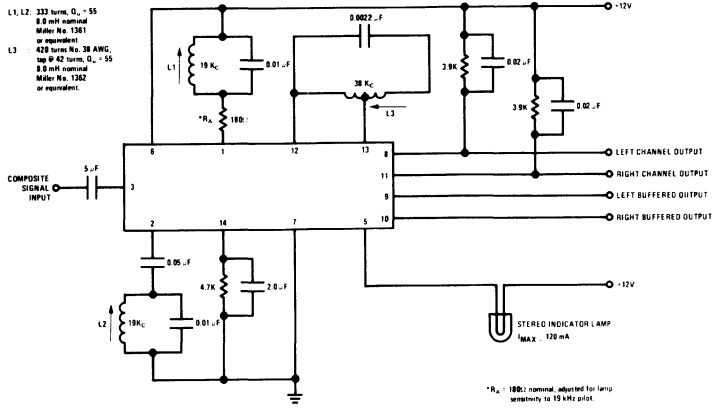 L1, L2: 333 turns, Qu = 55
8.0 mH nominal
Miller No. 1361
or equivalent
L3 : 420 turns No. 38 AWG,
tap @ 42 turns, Qu = 55
8.0 mH nominal
Miller No. 1362
or equivalent.
+12V
0.0022 µF
L1
19 KC
0.01 µF
38 KC
L3
3.9K
0.02 µF
3.9K
0.02 µF
*RA
180Ω
6
1
12
13
8
LEFT CHANNEL OUTPUT
11
RIGHT CHANNEL OUTPUT
COMPOSITE
SIGNAL
INPUT
5 µF
3
9
LEFT BUFFERED OUTPUT
10
RIGHT BUFFERED OUTPUT
2
14
7
5
0.05 µF
4.7K
2.0 µF
+12V
L2
19KC
0.01 µF
STEREO INDICATOR LAMP
IMAX = 120 mA
*RA = 180Ω nominal, adjusted for lamp
sensitivity to 19 kHz pilot.